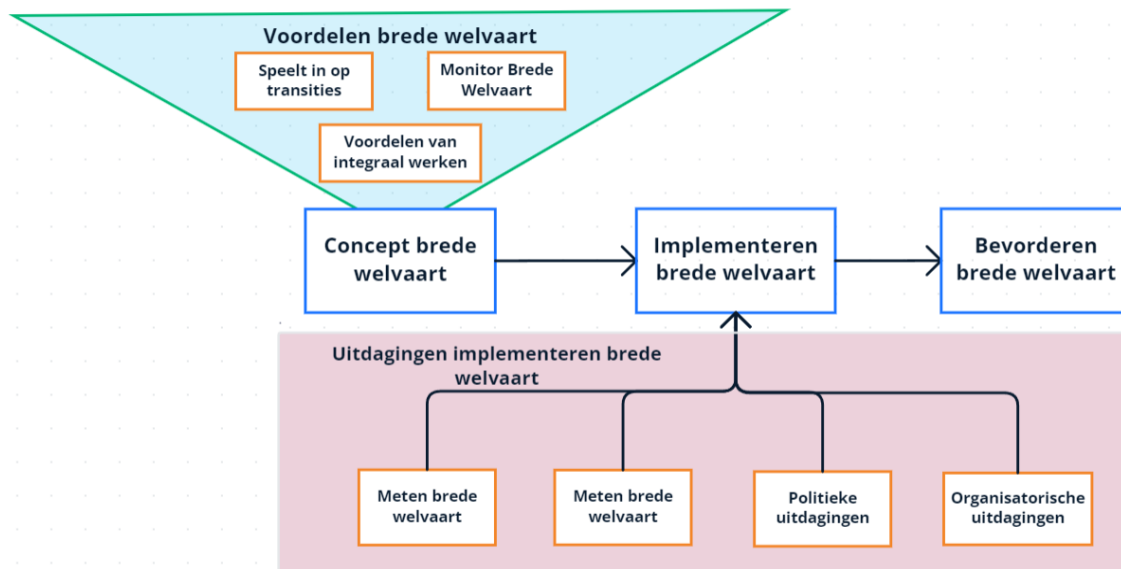 Voordelen brede welvaart
Speelt in op
transities
Monitor Brede
Welvaart
Voordelen van
integraal werken
Concept brede
welvaart
Implementeren
brede welvaart
Bevorderen
brede welvaart
Uitdagingen implementeren brede
welvaart
Meten brede
welvaart
Meten brede
welvaart
Politieke
uitdagingen
Organisatorische
uitdagingen